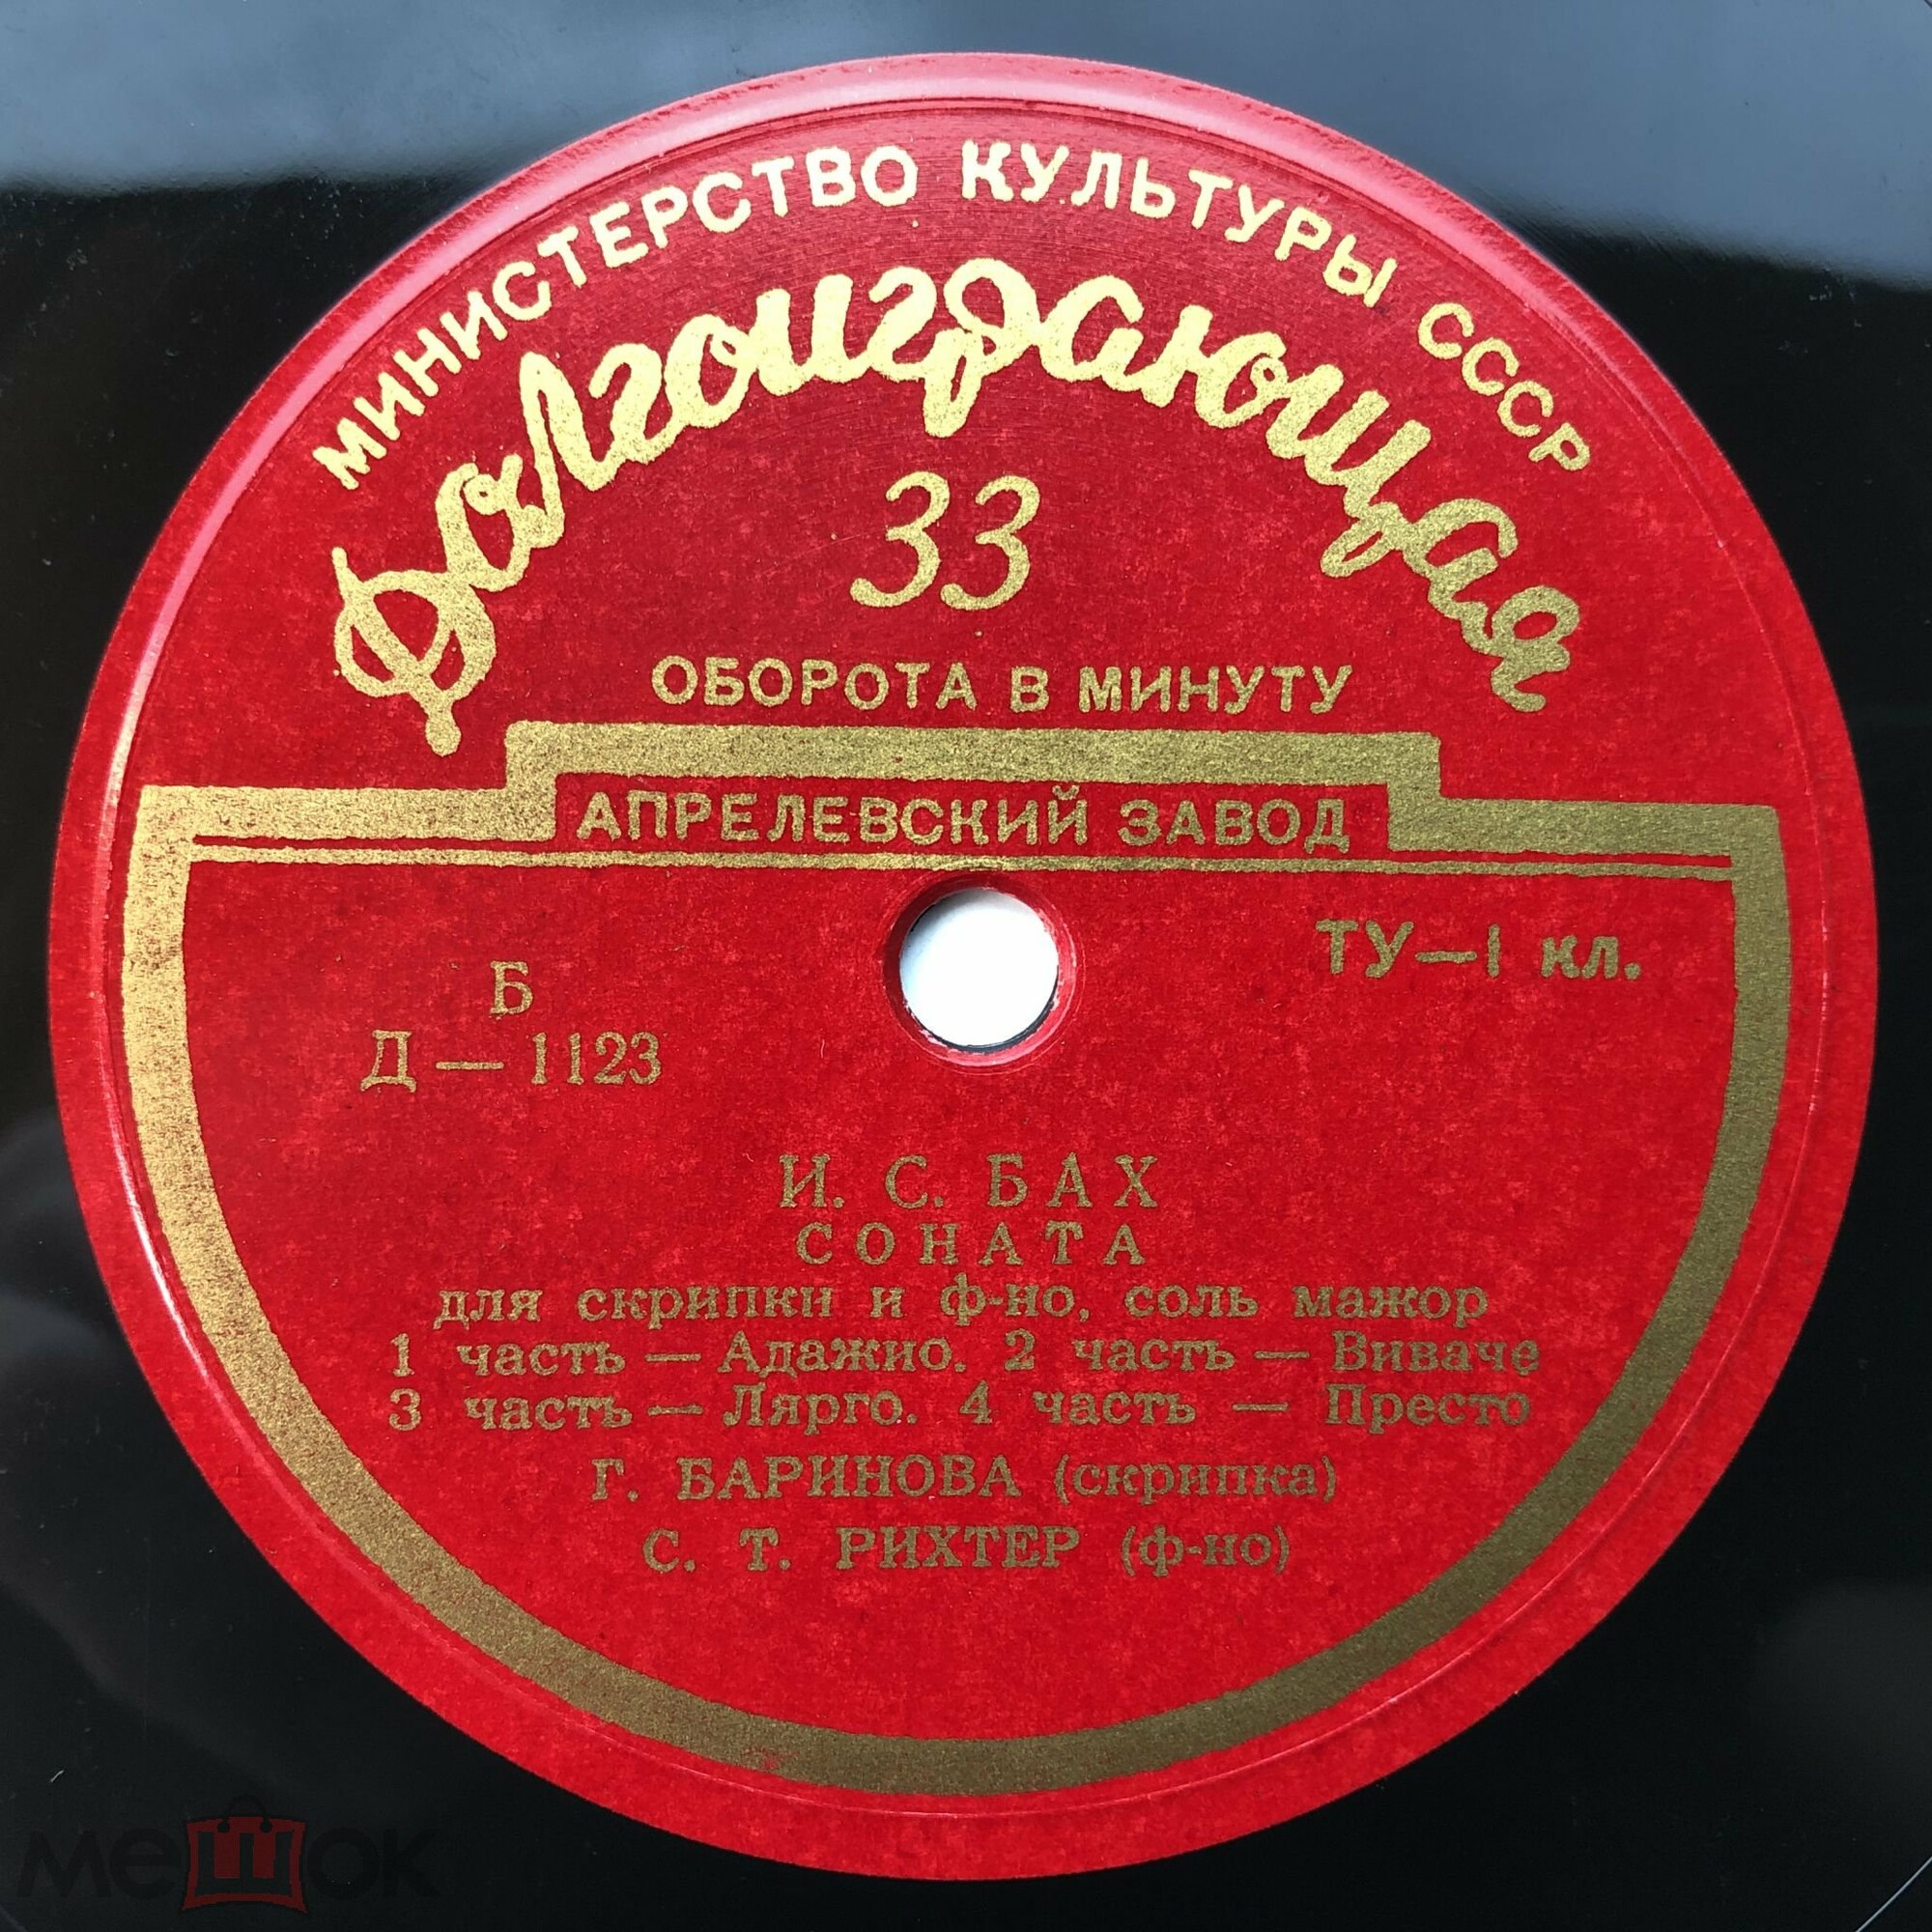 МИНИСТЕРСТВО КУЛЬТУРЫ СССР
Долгоиграющая
33
ОБОРОТА В МИНУТУ
АПРЕЛЕВСКИЙ ЗАВОД
ТУ—1 кл.
Б
Д — 1123
И. С. БАХ
СОНАТА
для скрипки и ф-но, соль мажор
1 часть — Адажио. 2 часть — Виваче
3 часть — Лярго. 4 часть — Престо
Г. БАРИНОВА (скрипка)
С. Т. РИХТЕР (ф-но)
мешок